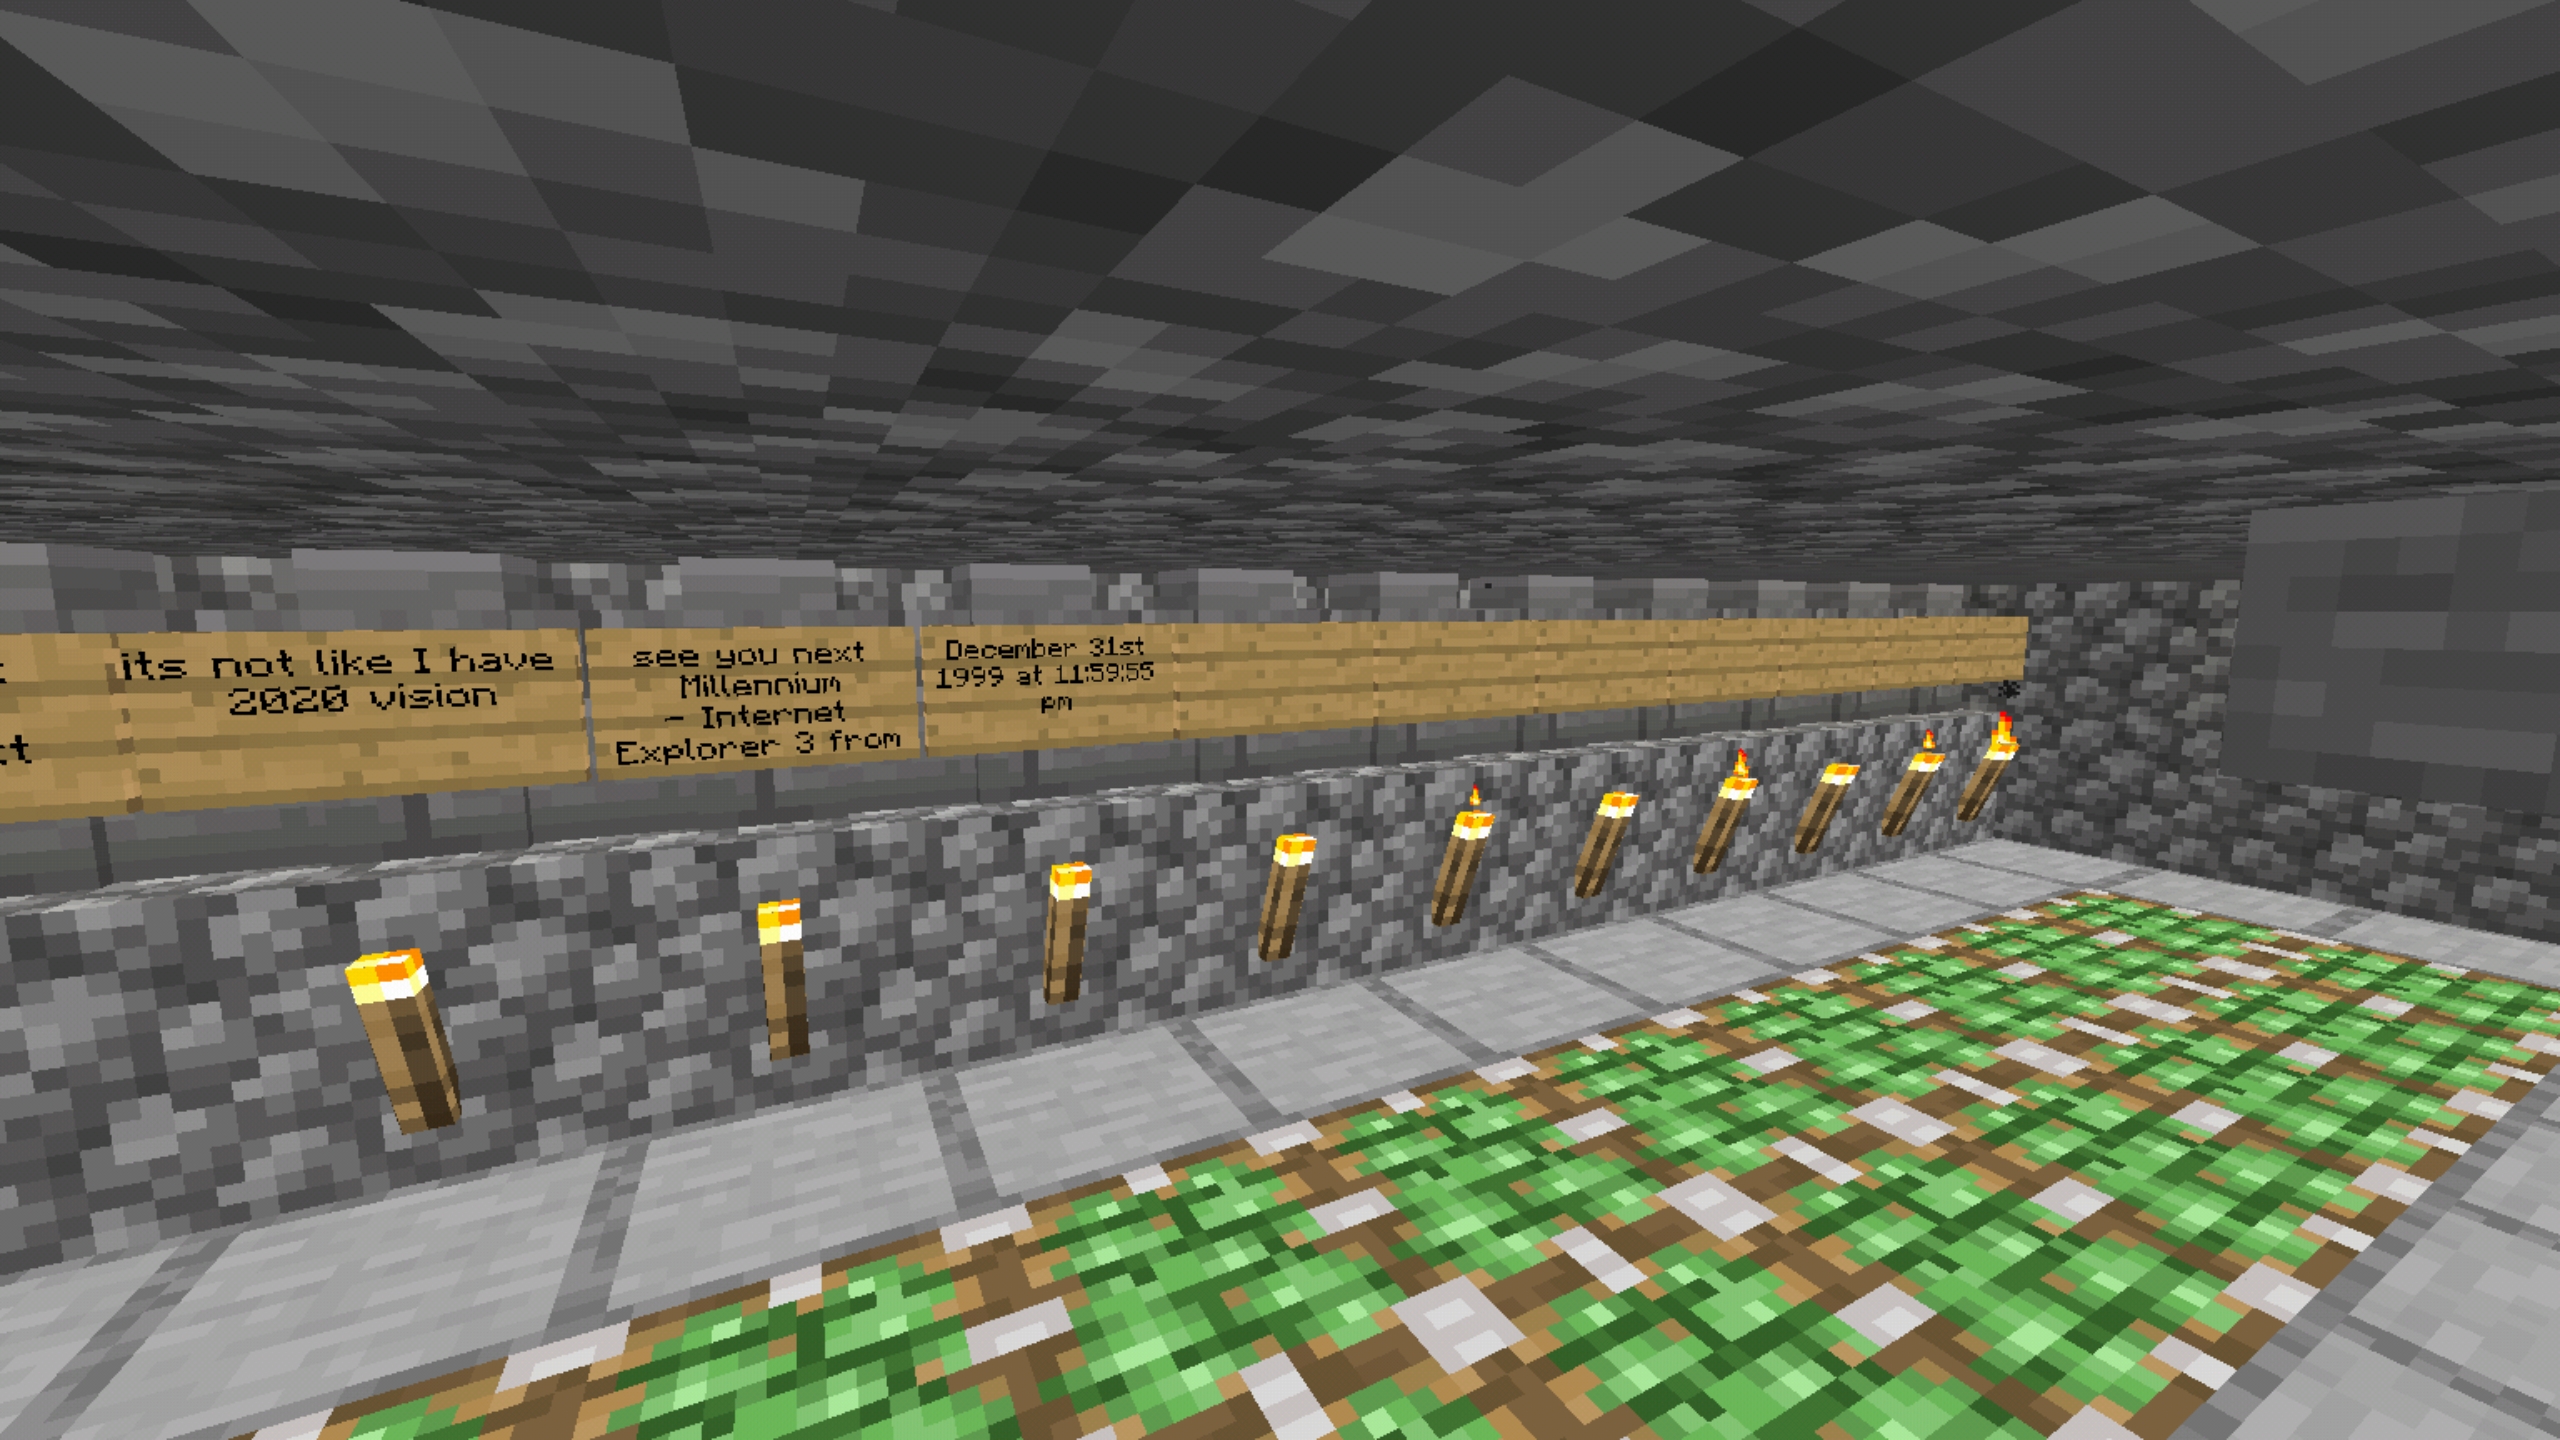 its not like I have
2020 vision
see you next
Millennium
- Internet
Explorer 3 from
December 31st
1999 at 11:59:55
pm